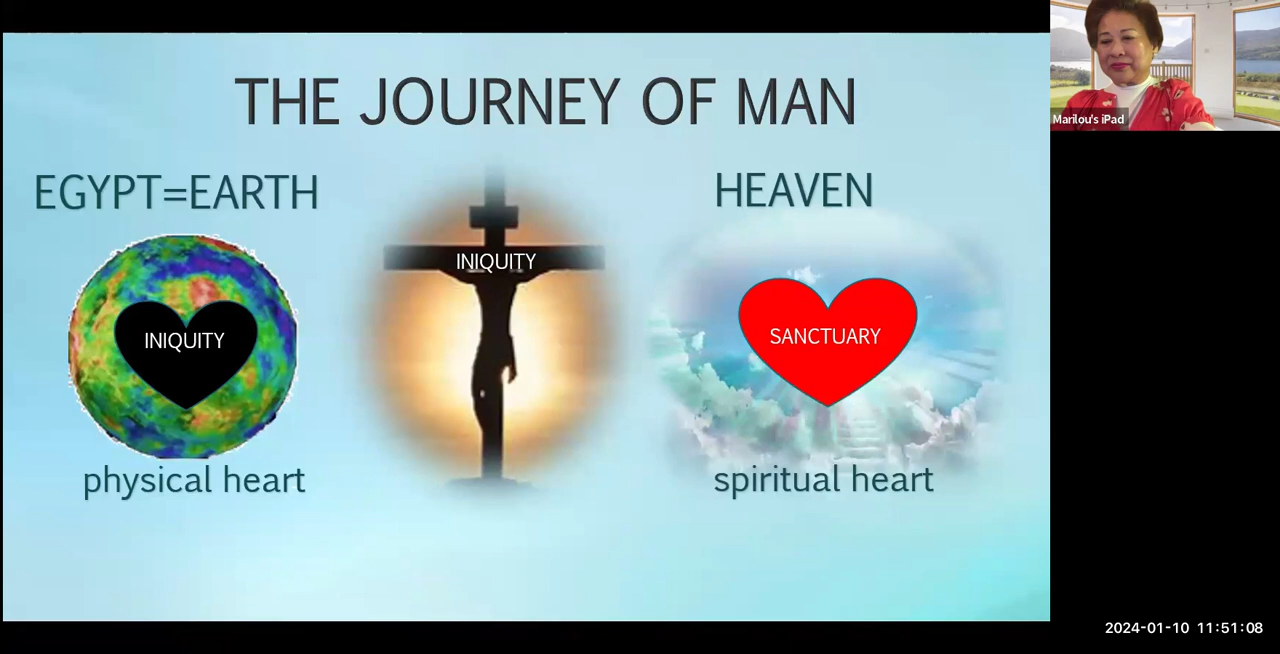 THE JOURNEY OF MAN
EGYPT=EARTH
HEAVEN
INIQUITY
INIQUITY
SANCTUARY
physical heart
spiritual heart
Marilou's iPad
2024-01-10 11:51:08